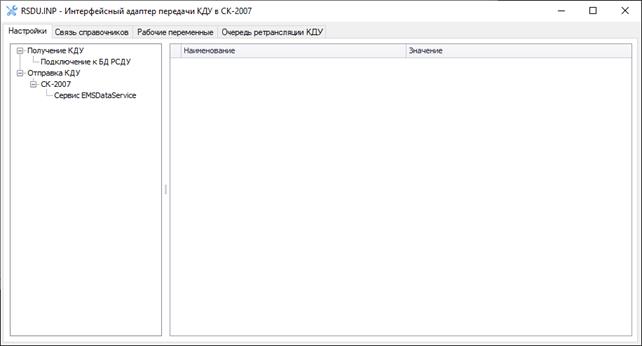 RSDU.INP - Интерфейсный адаптер передачи КДУ в СК-2007
Настройки Связь справочников Рабочие переменные Очередь ретрансляции КДУ
Получение КДУ
Подключение к БД РСДУ
Отправка КДУ
СК-2007
Сервис EMSDataService
Наименование Значение